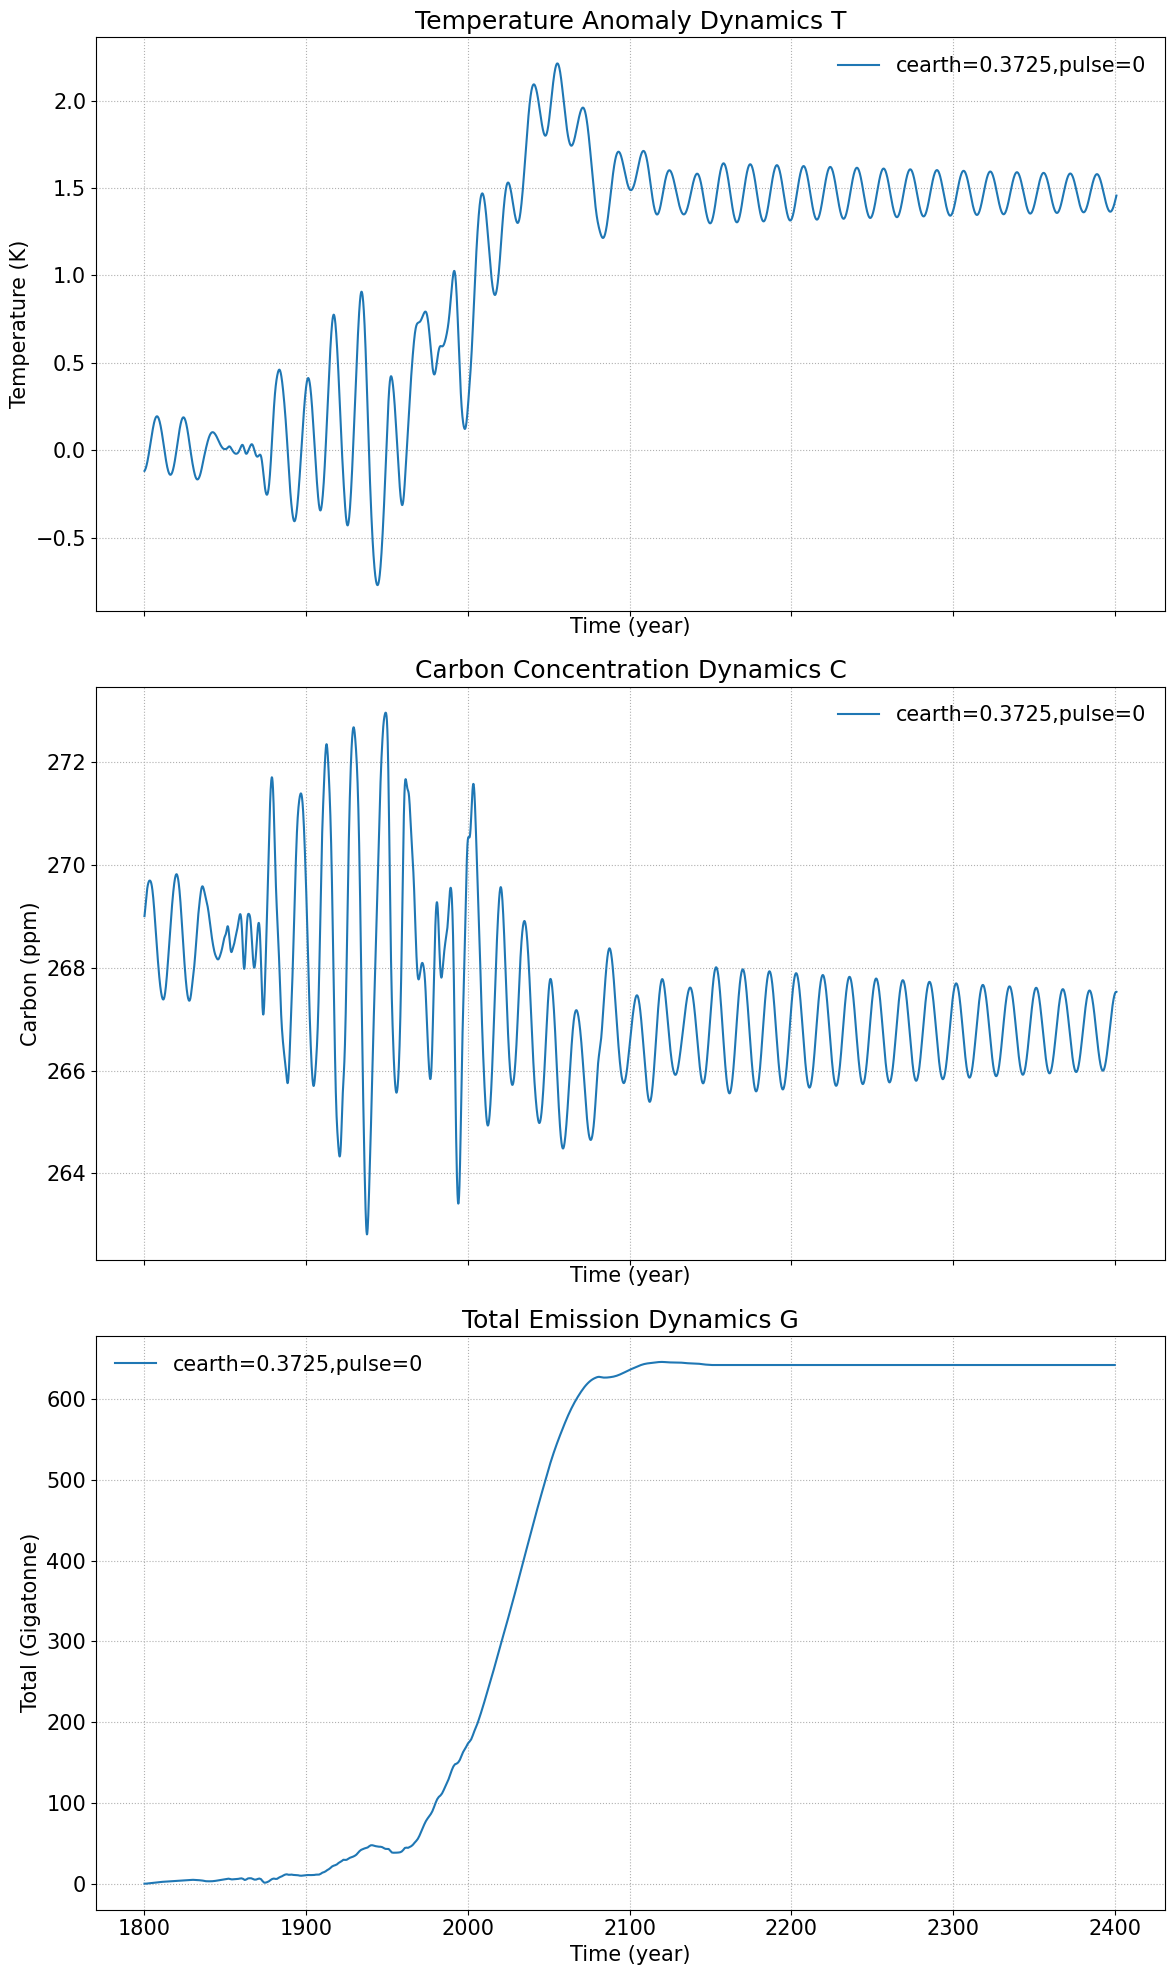 Temperature Anomaly Dynamics T
cearth=0.3725,pulse=0
2.0
1.5
1.0
0.5
0.0
−0.5
Temperature (K)
Time (year)
Carbon Concentration Dynamics C
cearth=0.3725,pulse=0
272
270
268
266
264
Carbon (ppm)
Time (year)
Total Emission Dynamics G
cearth=0.3725,pulse=0
600
500
400
300
200
100
0
Total (Gigatonne)
1800 1900 2000 2100 2200 2300 2400
Time (year)